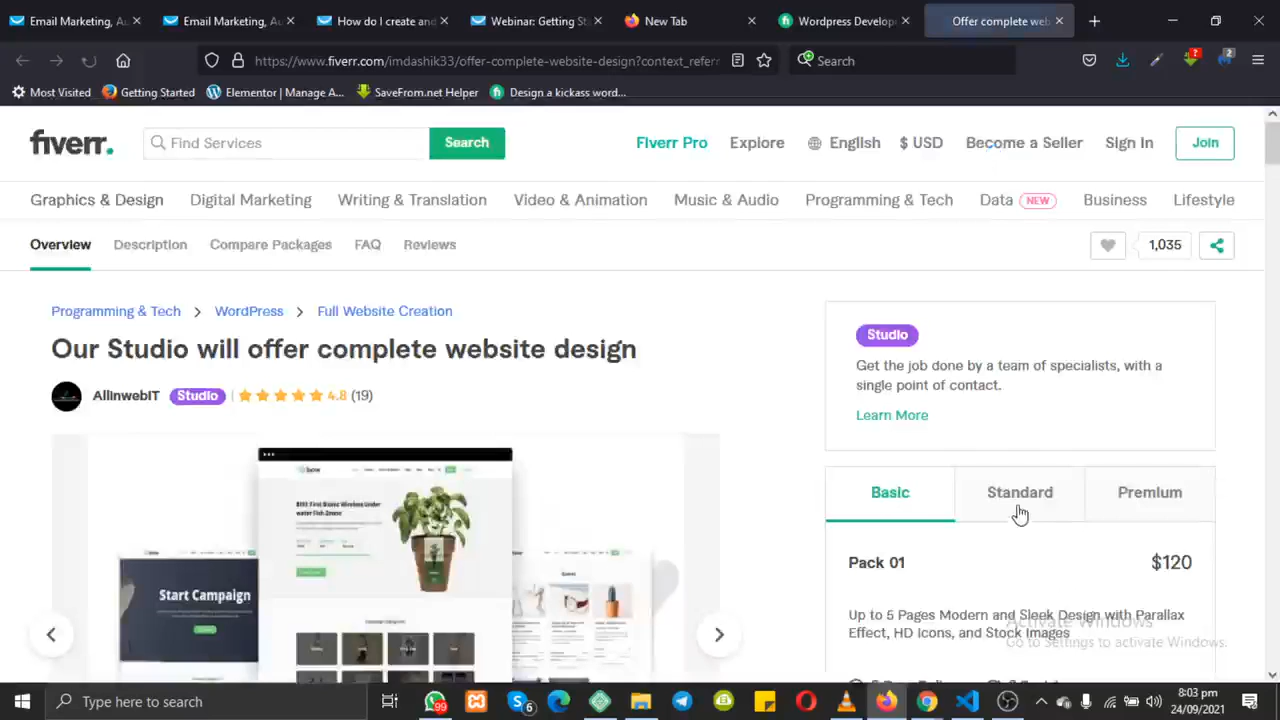 Email Marketing, Au
Email Marketing, Au
How do I create and
Webinar: Getting St
New Tab
Wordpress Develop
Offer complete web
https://www.fiverr.com/imdashik33/offer-complete-website-design?context_referr
Search
Most Visited
Getting Started
Elementor | Manage A...
SaveFrom.net Helper
Design a kickass word...
fiverr.
Find Services
Search
Fiverr Pro
Explore
English
$ USD
Become a Seller
Sign In
Join
Graphics & Design
Digital Marketing
Writing & Translation
Video & Animation
Music & Audio
Programming & Tech
Data NEW
Business
Lifestyle
Overview
Description
Compare Packages
FAQ
Reviews
1,035
Programming & Tech > WordPress > Full Website Creation
Our Studio will offer complete website design
AllinwebIT Studio | 4.8 (19)
Studio
Get the job done by a team of specialists, with a
single point of contact.
Learn More
Basic
Standard
Premium
Pack 01
$120
Up to 5 Pages Modern and Sleek Design with Parallax
Effect, HD Icons, and Stock Images
Activate Windows
Go to Settings to activate Windows.
Start Campaign
Type here to search
99
6
8:03 pm
24/09/2021